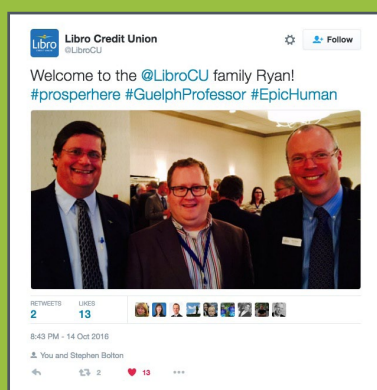 Libro
Libro Credit Union
@LibroCU
Follow
Welcome to the @LibroCU family Ryan!
#prosperhere #GuelphProfessor #EpicHuman
RETWEETS LIKES
2 13
8:43 PM - 14 Oct 2016
You and Stephen Bolton
2 13